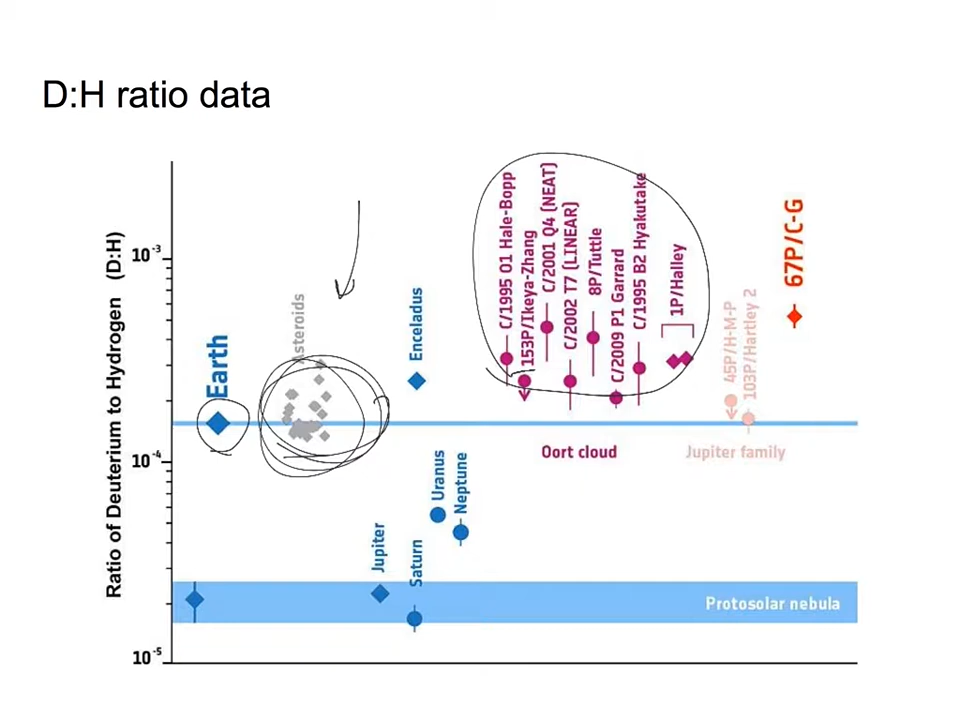 D:H ratio data
Ratio of Deuterium to Hydrogen (D:H)
10⁻³
10⁻⁴
10⁻⁵
Earth
Asteroids
Enceladus
C/1995 O1 Hale-Bopp
153P/Ikeya-Zhang
C/2001 Q4 (NEAT)
C/2002 T7 (LINEAR)
8P/Tuttle
C/2009 P1 Garrard
C/1995 B2 Hyakutake
1P/Halley
45P/H-M-P
103P/Hartley 2
67P/C-G
Oort cloud
Jupiter family
Uranus
Neptune
Jupiter
Saturn
Protosolar nebula